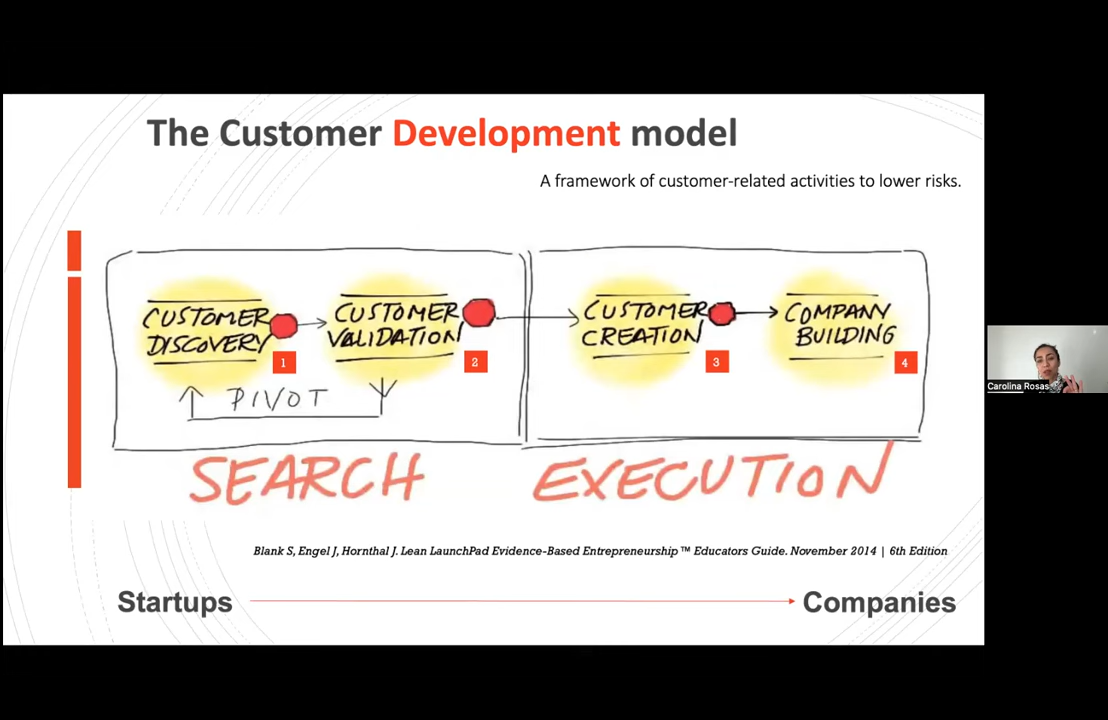 The Customer Development model
A framework of customer-related activities to lower risks.
CUSTOMER
DISCOVERY
1
CUSTOMER
VALIDATION
2
PIVOT
SEARCH
CUSTOMER
CREATION
3
COMPANY
BUILDING
4
EXECUTION
Carolina Rosas
Blank S, Engel J, Hornthal J. Lean LaunchPad Evidence-Based Entrepreneurship™ Educators Guide. November 2014 | 6th Edition
Startups
Companies